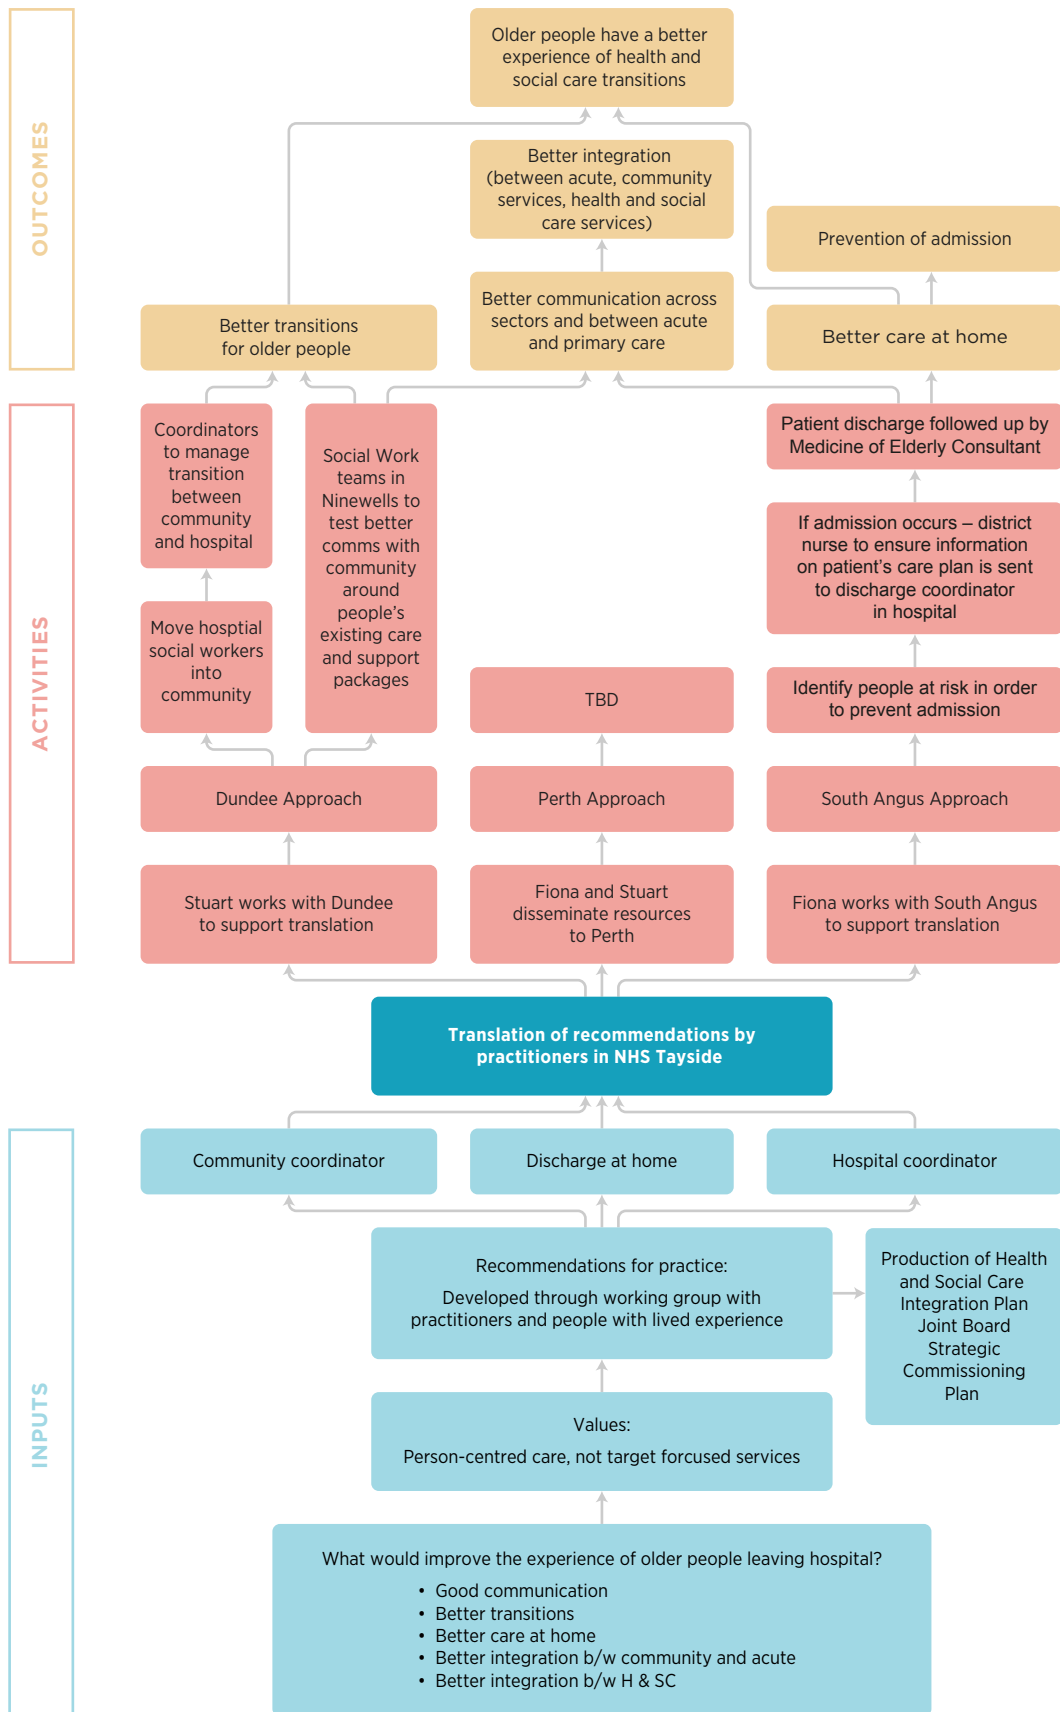 OUTCOMES
Older people have a better
experience of health and
social care transitions
Better integration
(between acute, community
services, health and social
care services)
Prevention of admission
Better transitions
for older people
Better communication across
sectors and between acute
and primary care
Better care at home
ACTIVITIES
Coordinators
to manage
transition
between
community
and hospital
Social Work
teams in
Ninewells to
test better
comms with
community
around
people's
existing care
and support
packages
Patient discharge followed up by
Medicine of Elderly Consultant
If admission occurs – district
nurse to ensure information
on patient's care plan is sent
to discharge coordinator
in hospital
Move hosptial
social workers
into
community
TBD
Identify people at risk in order
to prevent admission
Dundee Approach
Perth Approach
South Angus Approach
Stuart works with Dundee
to support translation
Fiona and Stuart
disseminate resources
to Perth
Fiona works with South Angus
to support translation
Translation of recommendations by
practitioners in NHS Tayside
INPUTS
Community coordinator
Discharge at home
Hospital coordinator
Recommendations for practice:
Developed through working group with
practitioners and people with lived experience
Production of Health
and Social Care
Integration Plan
Joint Board
Strategic
Commissioning
Plan
Values:
Person-centred care, not target forcused services
What would improve the experience of older people leaving hospital?
• Good communication
• Better transitions
• Better care at home
• Better integration b/w community and acute
• Better integration b/w H & SC